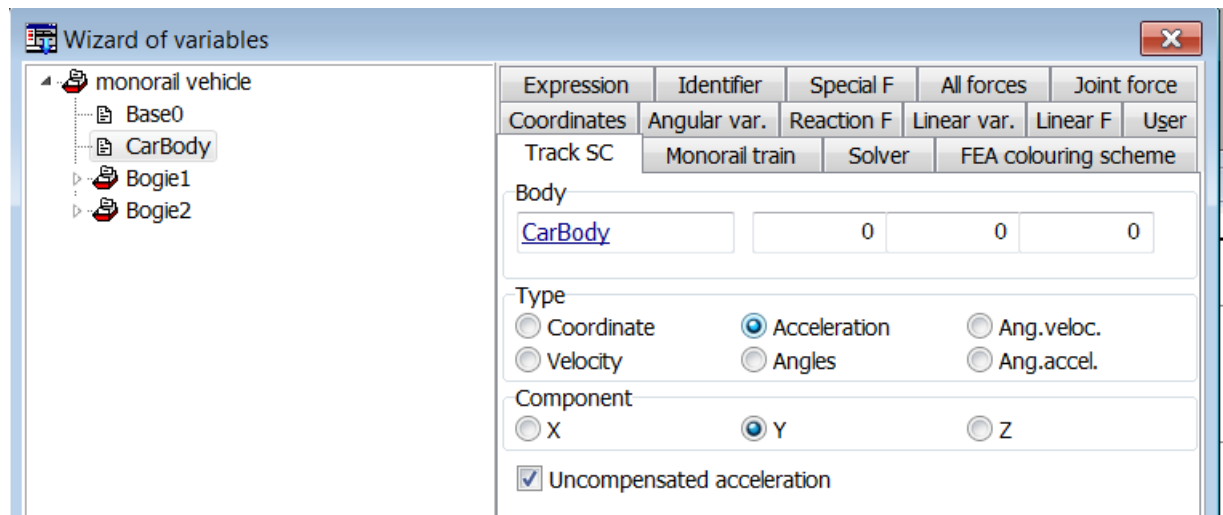 Wizard of variables
monorail vehicle
Base0
CarBody
Bogie1
Bogie2
Expression Identifier Special F All forces Joint force
Coordinates Angular var. Reaction F Linear var. Linear F User
Track SC Monorail train Solver FEA colouring scheme
Body
CarBody 0 0 0
Type
Coordinate Acceleration Ang.veloc.
Velocity Angles Ang.accel.
Component
X Y Z
Uncompensated acceleration